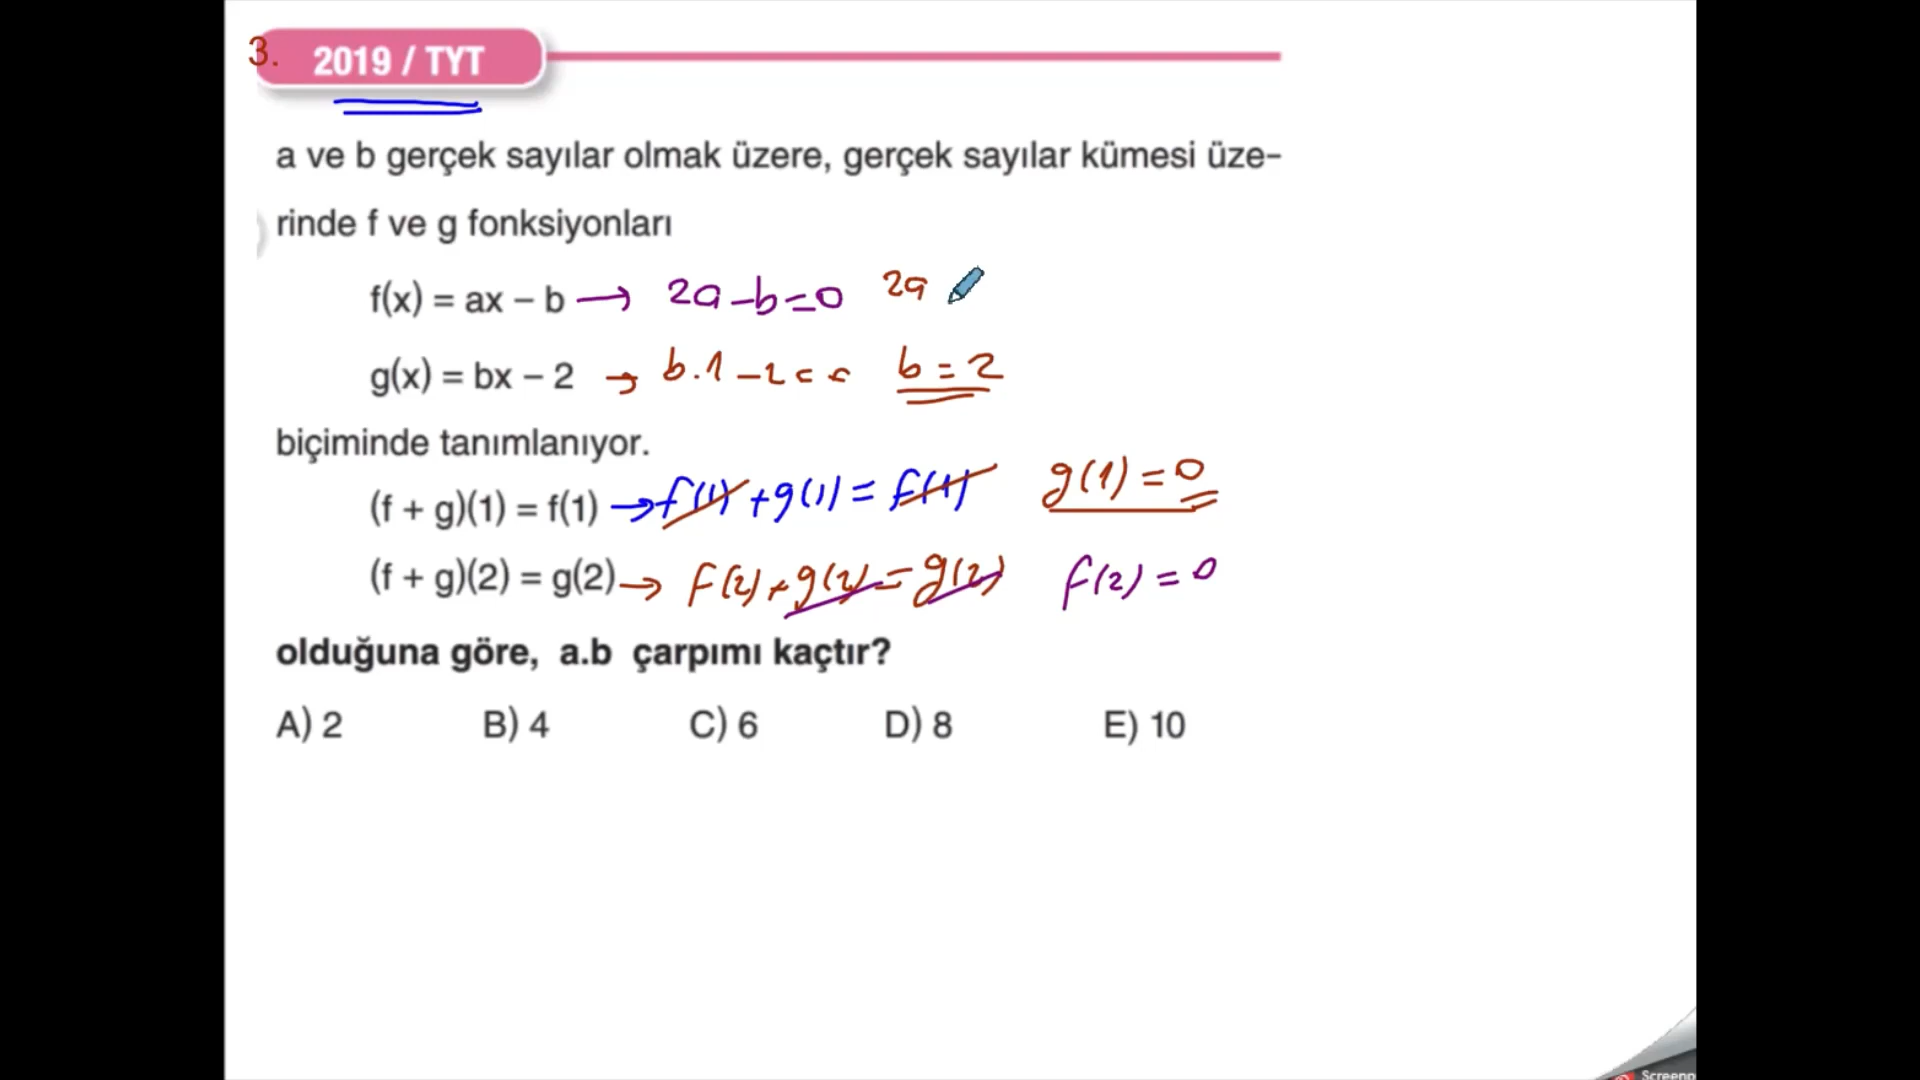 3. 2019 / TYT
a ve b gerçek sayılar olmak üzere, gerçek sayılar kümesi üze-
rinde f ve g fonksiyonları
f(x) = ax – b → 2a – b = 0 2a
g(x) = bx – 2 → b.1 – 2 = 0 b = 2
biçiminde tanımlanıyor.
(f + g)(1) = f(1) → f(1) + g(1) = f(1) g(1) = 0
(f + g)(2) = g(2) → f(2) + g(2) = g(2) f(2) = 0
olduğuna göre, a.b çarpımı kaçtır?
A) 2 B) 4 C) 6 D) 8 E) 10